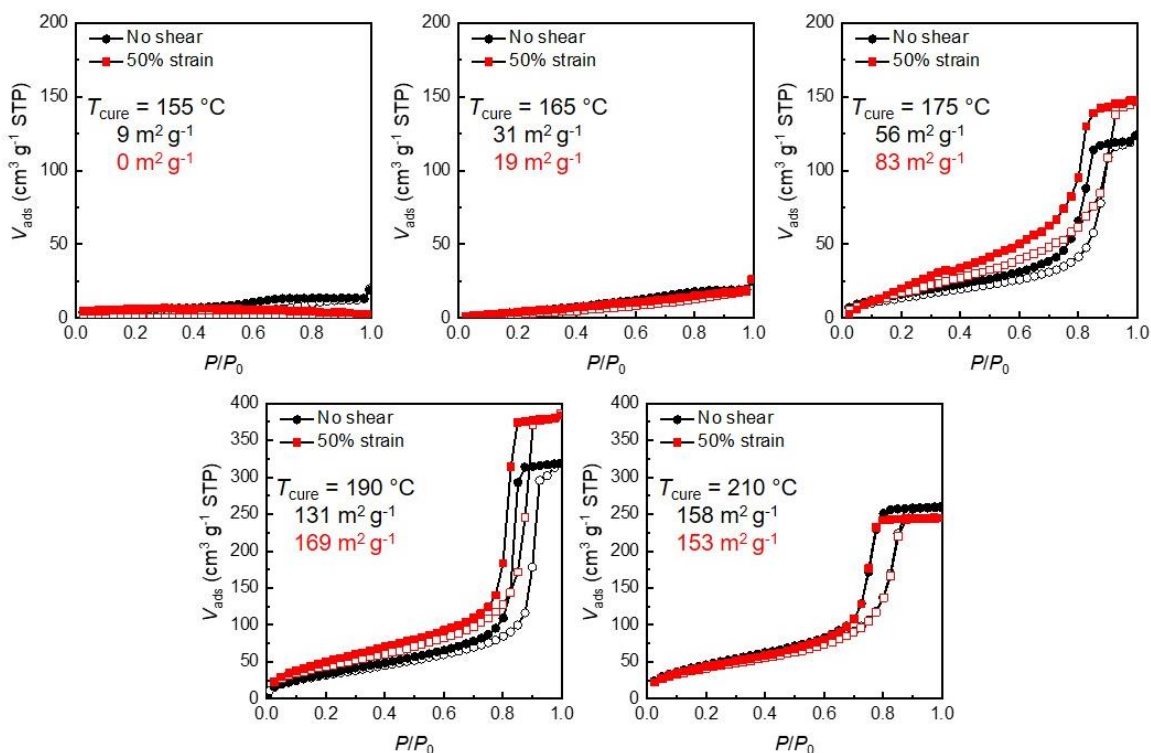 200
150
100
50
0
V_ads (cm³ g⁻¹ STP)
No shear
50% strain
T_cure = 155 °C
9 m² g⁻¹
0 m² g⁻¹
0.0 0.2 0.4 0.6 0.8 1.0
P/P₀
200
150
100
50
0
V_ads (cm³ g⁻¹ STP)
No shear
50% strain
T_cure = 165 °C
31 m² g⁻¹
19 m² g⁻¹
0.0 0.2 0.4 0.6 0.8 1.0
P/P₀
200
150
100
50
0
V_ads (cm³ g⁻¹ STP)
No shear
50% strain
T_cure = 175 °C
56 m² g⁻¹
83 m² g⁻¹
0.0 0.2 0.4 0.6 0.8 1.0
P/P₀
400
350
300
250
200
150
100
50
0
V_ads (cm³ g⁻¹ STP)
No shear
50% strain
T_cure = 190 °C
131 m² g⁻¹
169 m² g⁻¹
0.0 0.2 0.4 0.6 0.8 1.0
P/P₀
400
350
300
250
200
150
100
50
0
V_ads (cm³ g⁻¹ STP)
No shear
50% strain
T_cure = 210 °C
158 m² g⁻¹
153 m² g⁻¹
0.0 0.2 0.4 0.6 0.8 1.0
P/P₀